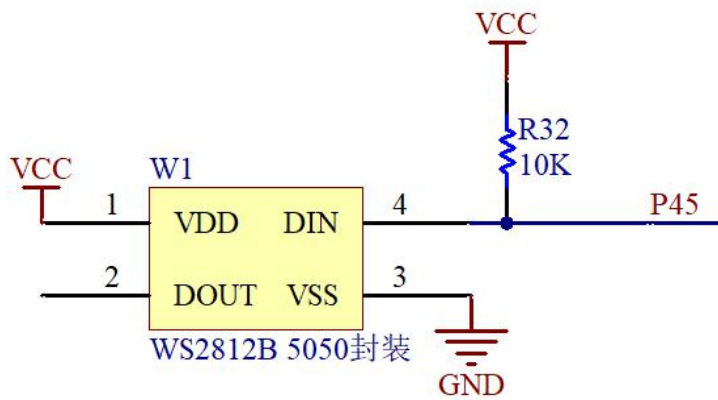 VCC
R32
10K
VCC
W1
1
VDD
DIN
4
P45
2
DOUT
VSS
3
WS2812B 5050封装
GND